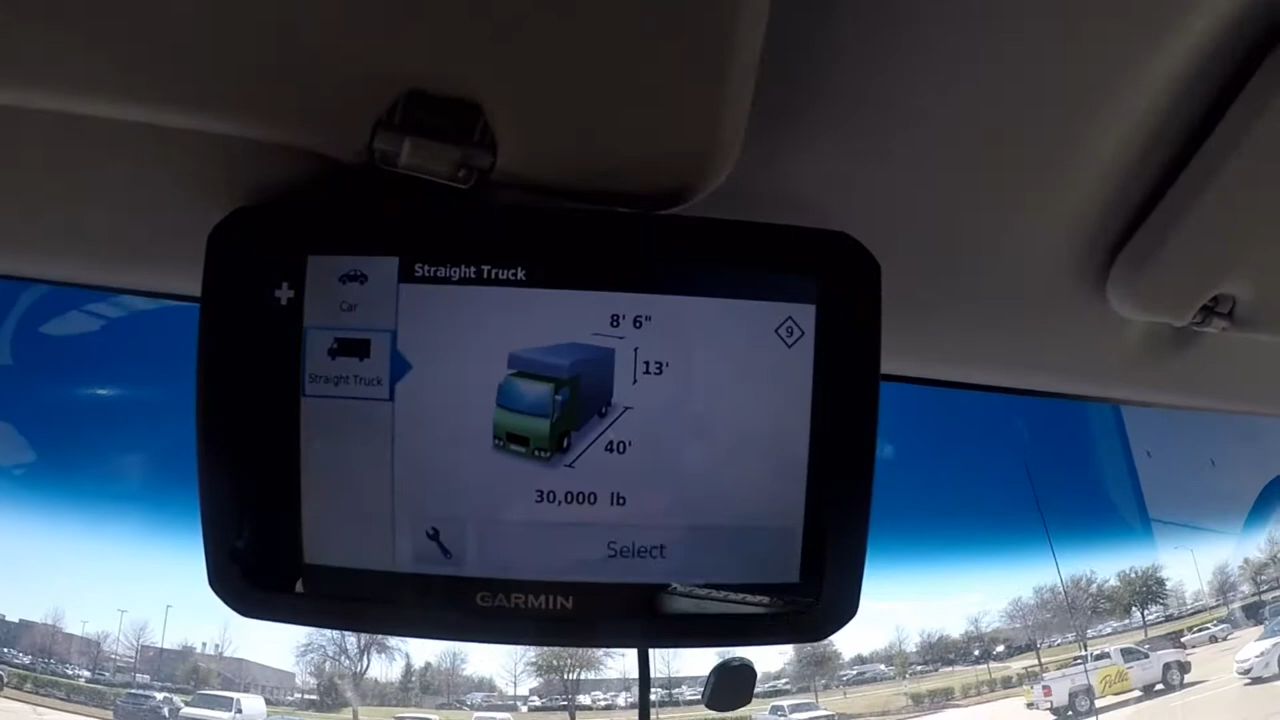 Car
Straight Truck
Straight Truck
8' 6"
9
13'
40'
30,000 lb
Select
GARMIN